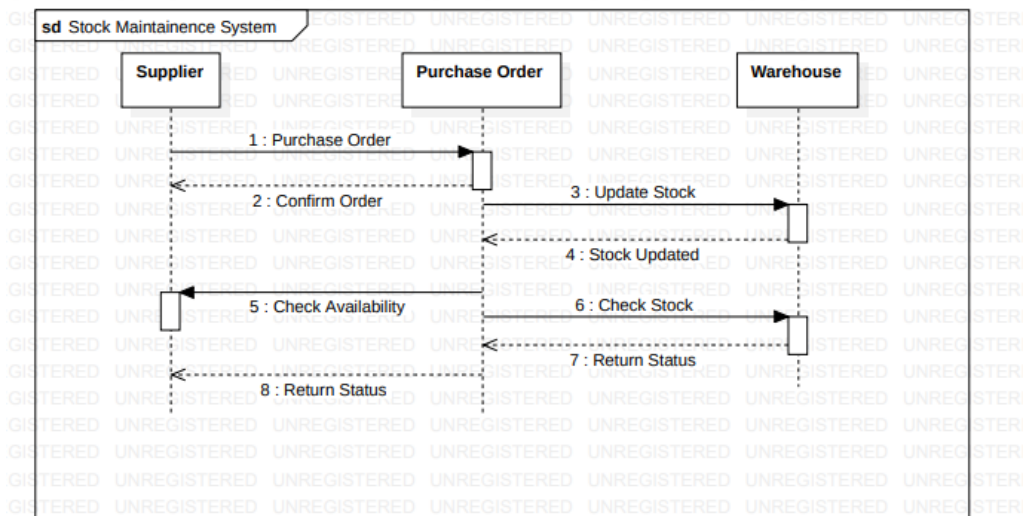 sd Stock Maintainence System
Supplier
Purchase Order
Warehouse
1 : Purchase Order
2 : Confirm Order
3 : Update Stock
4 : Stock Updated
5 : Check Availability
6 : Check Stock
7 : Return Status
8 : Return Status
UNREGISTERED